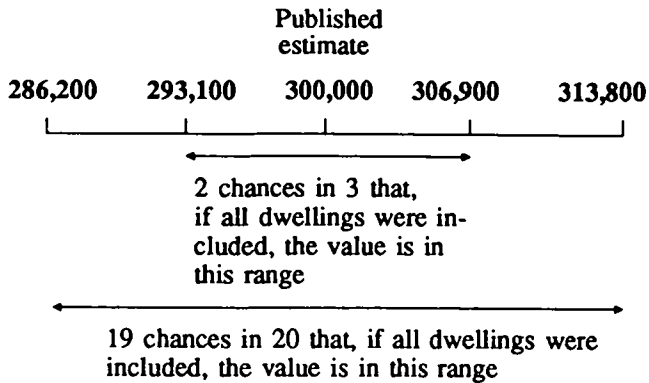 Published
estimate
286,200 293,100 300,000 306,900 313,800
2 chances in 3 that,
if all dwellings were in-
cluded, the value is in
this range
19 chances in 20 that, if all dwellings were
included, the value is in this range